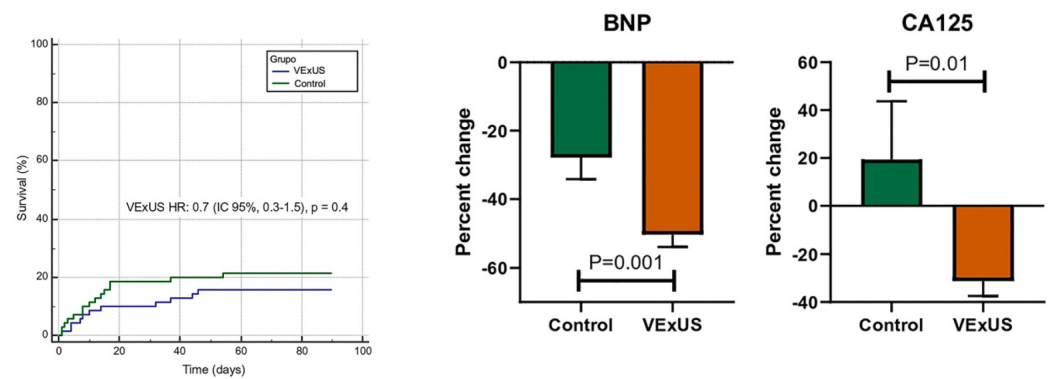 Survival (%)
100
80
60
40
20
0
Grupo
VExUS
Control
VExUS HR: 0.7 (IC 95%, 0.3-1.5), p = 0.4
0 20 40 60 80 100
Time (days)
BNP
Percent change
0
-20
-40
-60
P=0.001
Control VExUS
CA125
Percent change
60
40
20
0
-20
-40
P=0.01
Control VExUS